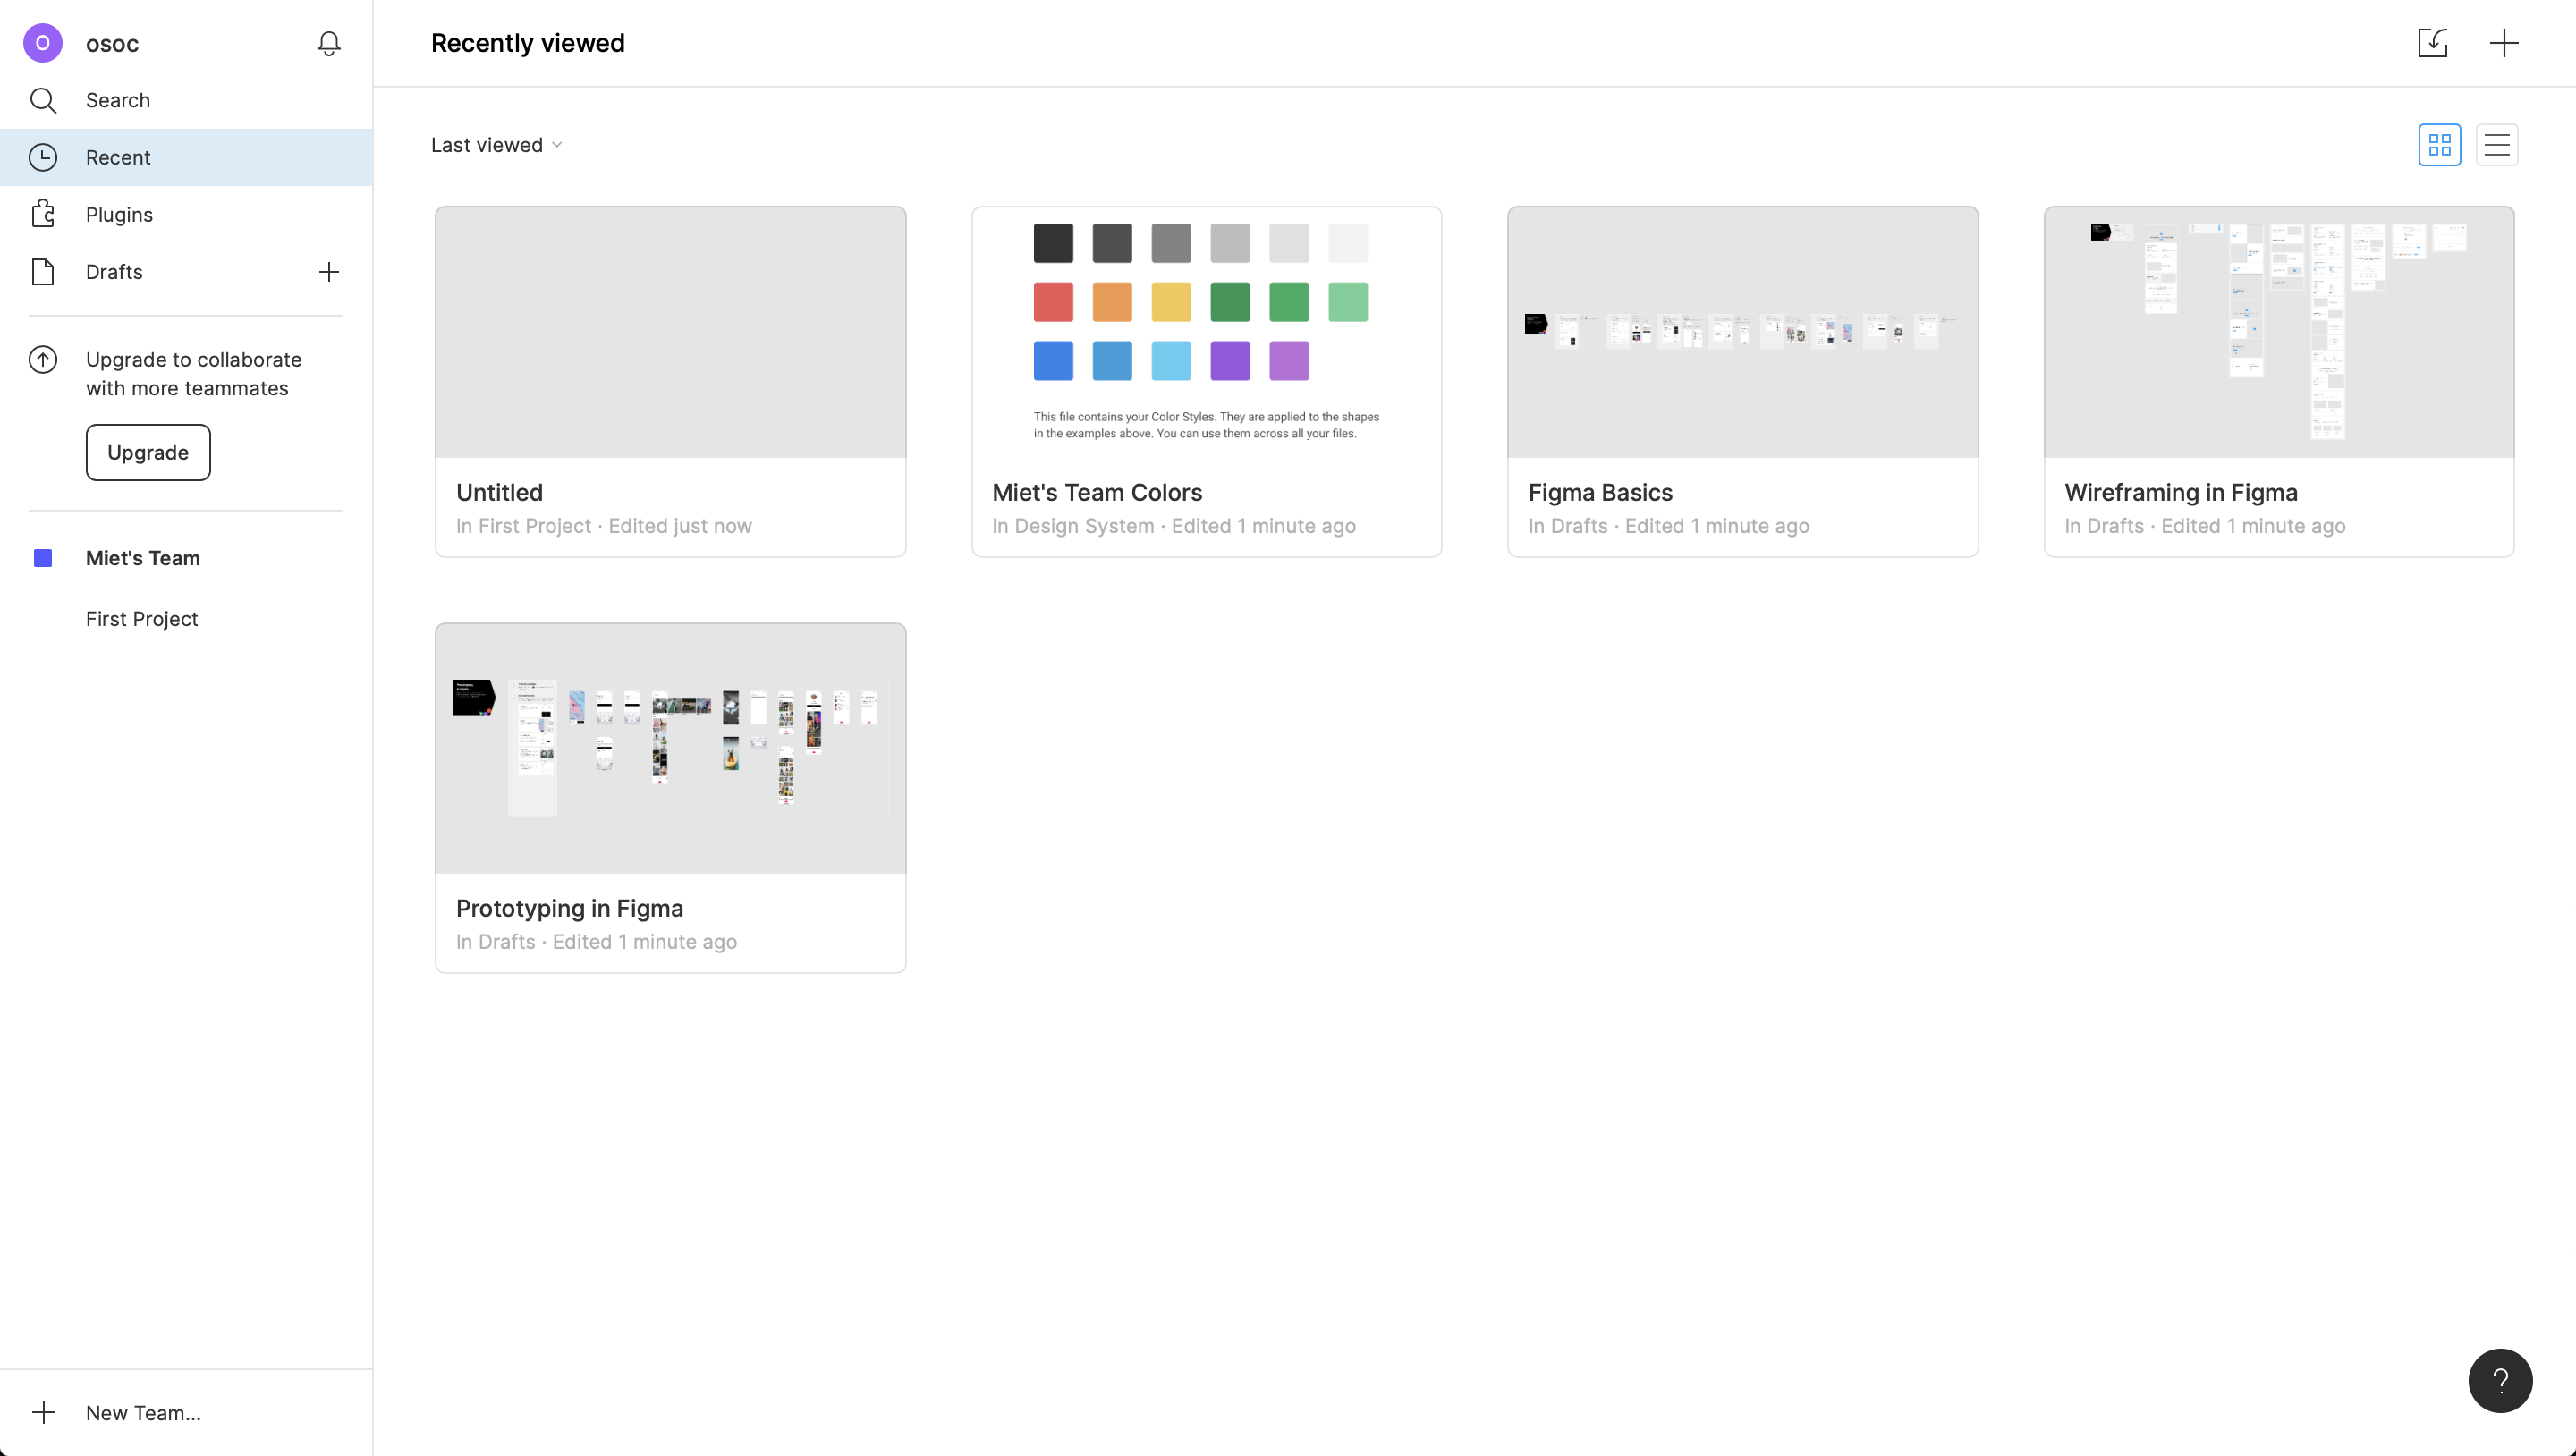 O osoc
Search
Recent
Plugins
Drafts
Upgrade to collaborate
with more teammates
Upgrade
Miet's Team
First Project
New Team...
Recently viewed
Last viewed
Untitled
In First Project · Edited just now
This file contains your Color Styles. They are applied to the shapes
in the examples above. You can use them across all your files.
Miet's Team Colors
In Design System · Edited 1 minute ago
Figma Basics
In Drafts · Edited 1 minute ago
Wireframing in Figma
In Drafts · Edited 1 minute ago
Prototyping in Figma
In Drafts · Edited 1 minute ago
?